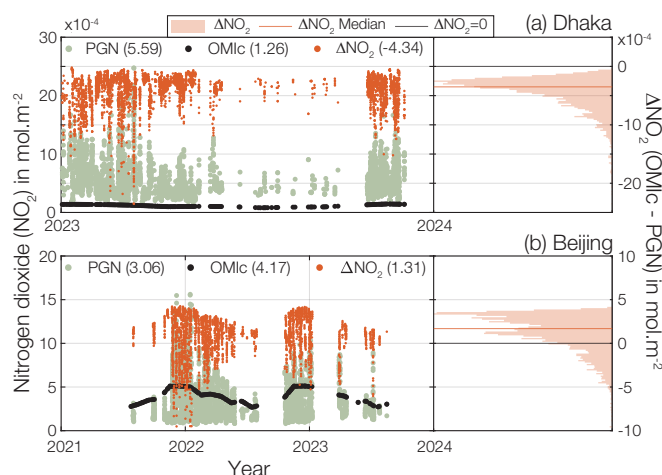 ×10⁻⁴
ΔNO₂ ΔNO₂ Median ΔNO₂=0
(a) Dhaka
×10⁻⁴
30
25
20
15
10
5
0
PGN (5.59) OMIc (1.26) ΔNO₂ (-4.34)
0
-10
-20
2023 2024 2024
(b) Beijing
20
15
10
5
0
PGN (3.06) OMIc (4.17) ΔNO₂ (1.31)
10
5
0
-5
-10
2021 2022 2023 2024
Year
Nitrogen dioxide (NO₂) in mol.m⁻²
ΔNO₂ (OMIc - PGN) in mol.m⁻²